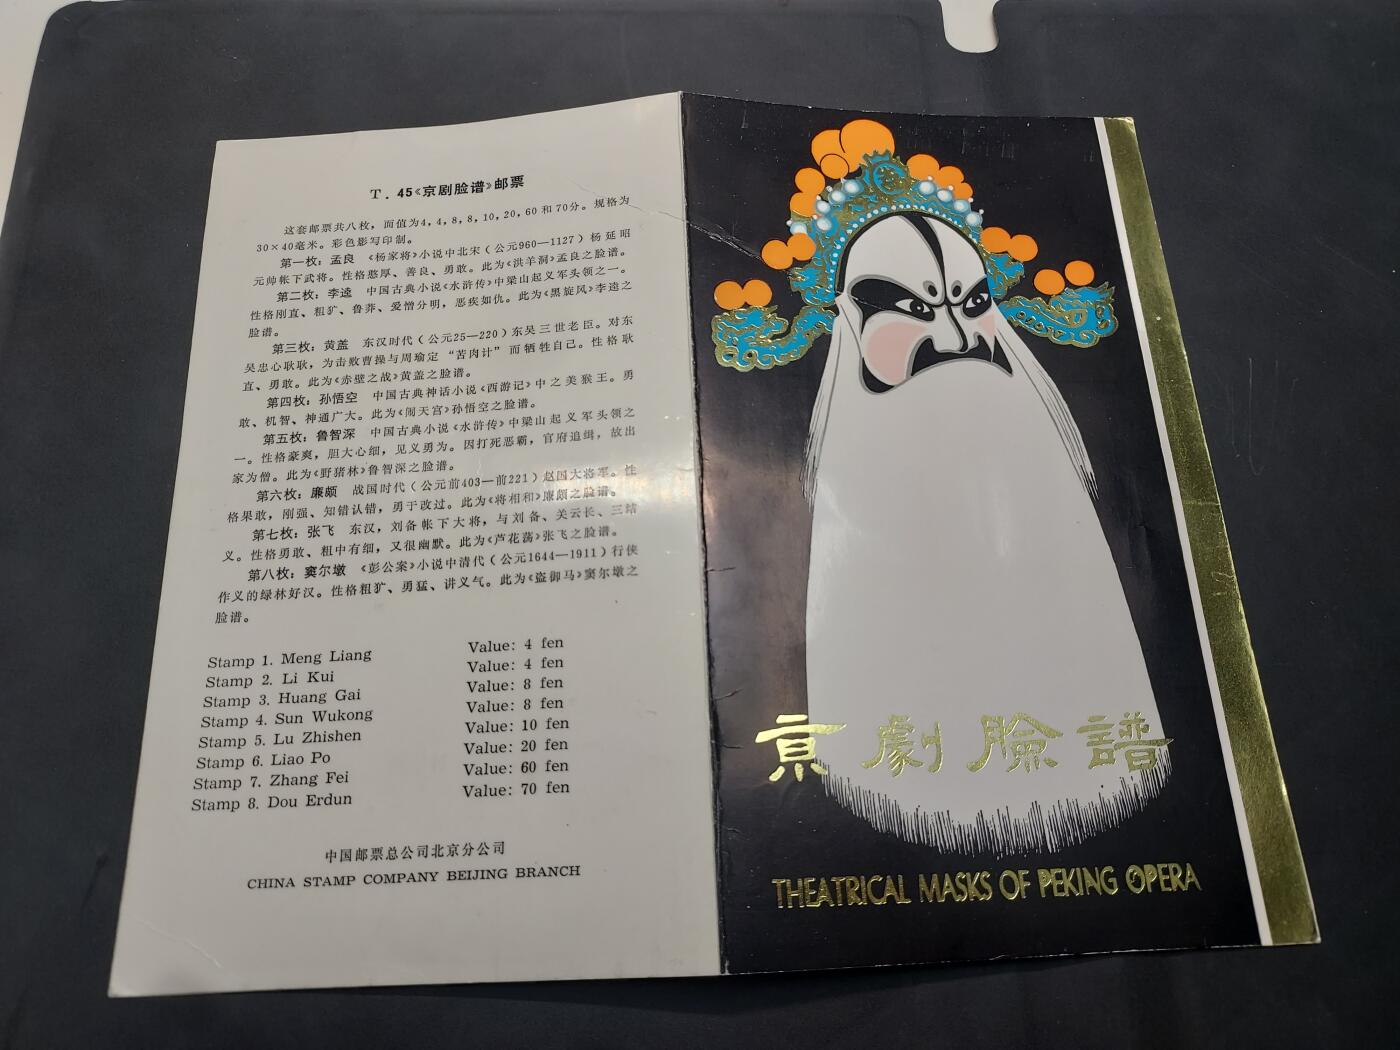 T. 45《京剧脸谱》邮票
这套邮票共八枚，面值为4，4，8，8，10，20，60和70分。规格为
30×40毫米。彩色影写印制。
第一枚：孟良 《杨家将》小说中北宋（公元960—1127）杨延昭
元帅帐下武将。性格憨厚、善良、勇敢。此为《洪羊洞》孟良之脸谱。
第二枚：李逵 中国古典小说《水浒传》中梁山起义军头领之一。
性格刚直、粗犷、鲁莽、爱憎分明，恶疾如仇。此为《黑旋风》李逵之
脸谱。
第三枚：黄盖 东汉时代（公元25—220）东吴三世老臣。对东
吴忠心耿耿，为击败曹操与周瑜定“苦肉计”而牺牲自己。性格耿
直、勇敢。此为《赤壁之战》黄盖之脸谱。
第四枚：孙悟空 中国古典神话小说《西游记》中之美猴王。勇
敢、机智、神通广大。此为《闹天宫》孙悟空之脸谱。
第五枚：鲁智深 中国古典小说《水浒传》中梁山起义军头领之
一。性格豪爽，胆大心细，见义勇为。因打死恶霸，官府追缉，故出
家为僧。此为《野猪林》鲁智深之脸谱。
第六枚：廉颇 战国时代（公元前403—前221）赵国大将军。性
格果敢，刚强、知错认错，勇于改过。此为《将相和》廉颇之脸谱。
第七枚：张飞 东汉，刘备帐下大将，与刘备、关云长、三结
义。性格勇敢、粗中有细，又很幽默。此为《芦花荡》张飞之脸谱。
第八枚：窦尔墩 《彭公案》小说中清代（公元1644—1911）行侠
作义的绿林好汉。性格粗犷、勇猛、讲义气。此为《盗御马》窦尔墩之
脸谱。
Stamp 1. Meng Liang Value: 4 fen
Stamp 2. Li Kui Value: 4 fen
Stamp 3. Huang Gai Value: 8 fen
Stamp 4. Sun Wukong Value: 8 fen
Stamp 5. Lu Zhishen Value: 10 fen
Stamp 6. Liao Po Value: 20 fen
Stamp 7. Zhang Fei Value: 60 fen
Stamp 8. Dou Erdun Value: 70 fen
中国邮票总公司北京分公司
CHINA STAMP COMPANY BEIJING BRANCH
京劇臉譜
THEATRICAL MASKS OF PEKING OPERA